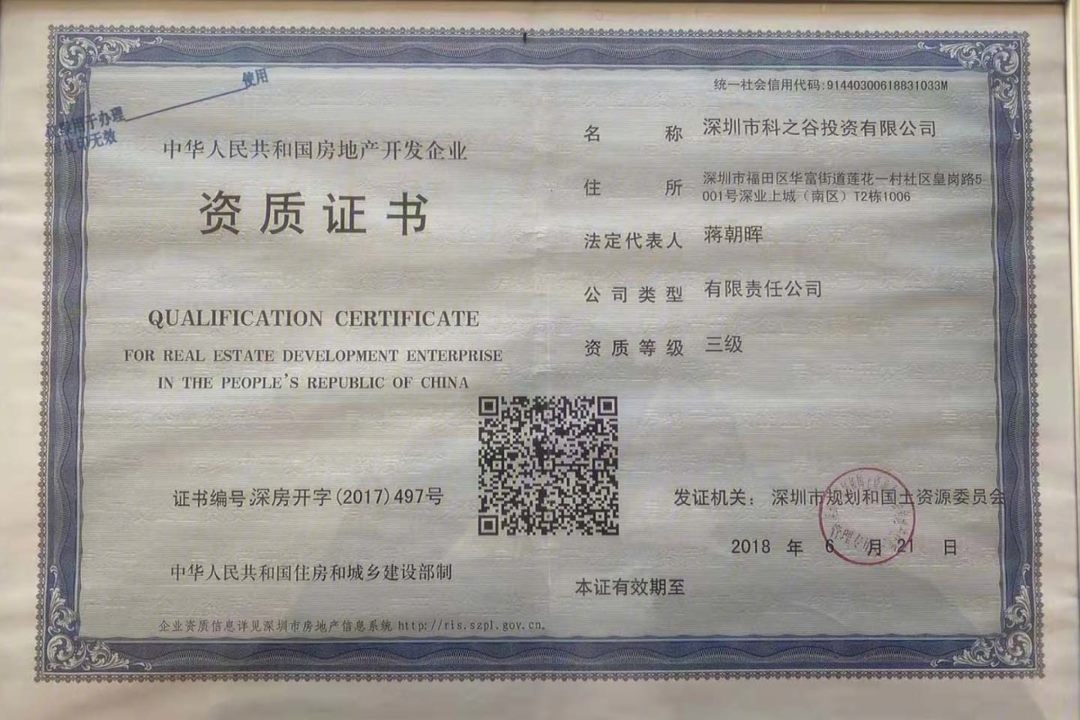 使用
仅供用于办理
复印无效
中华人民共和国房地产开发企业
资质证书
QUALIFICATION CERTIFICATE
FOR REAL ESTATE DEVELOPMENT ENTERPRISE
IN THE PEOPLE'S REPUBLIC OF CHINA
证书编号:深房开字(2017)497号
中华人民共和国住房和城乡建设部制
企业资质信息详见深圳市房地产信息系统 http://ris.szpl.gov.cn。
统一社会信用代码:91440300618831033M
名称 深圳市科之谷投资有限公司
住所 深圳市福田区华富街道莲花一村社区皇岗路5
001号深业上城（南区）T2栋1006
法定代表人 蒋朝晖
公司类型 有限责任公司
资质等级 三级
发证机关: 深圳市规划和国土资源委员会
2018 年 6 月 21 日
本证有效期至